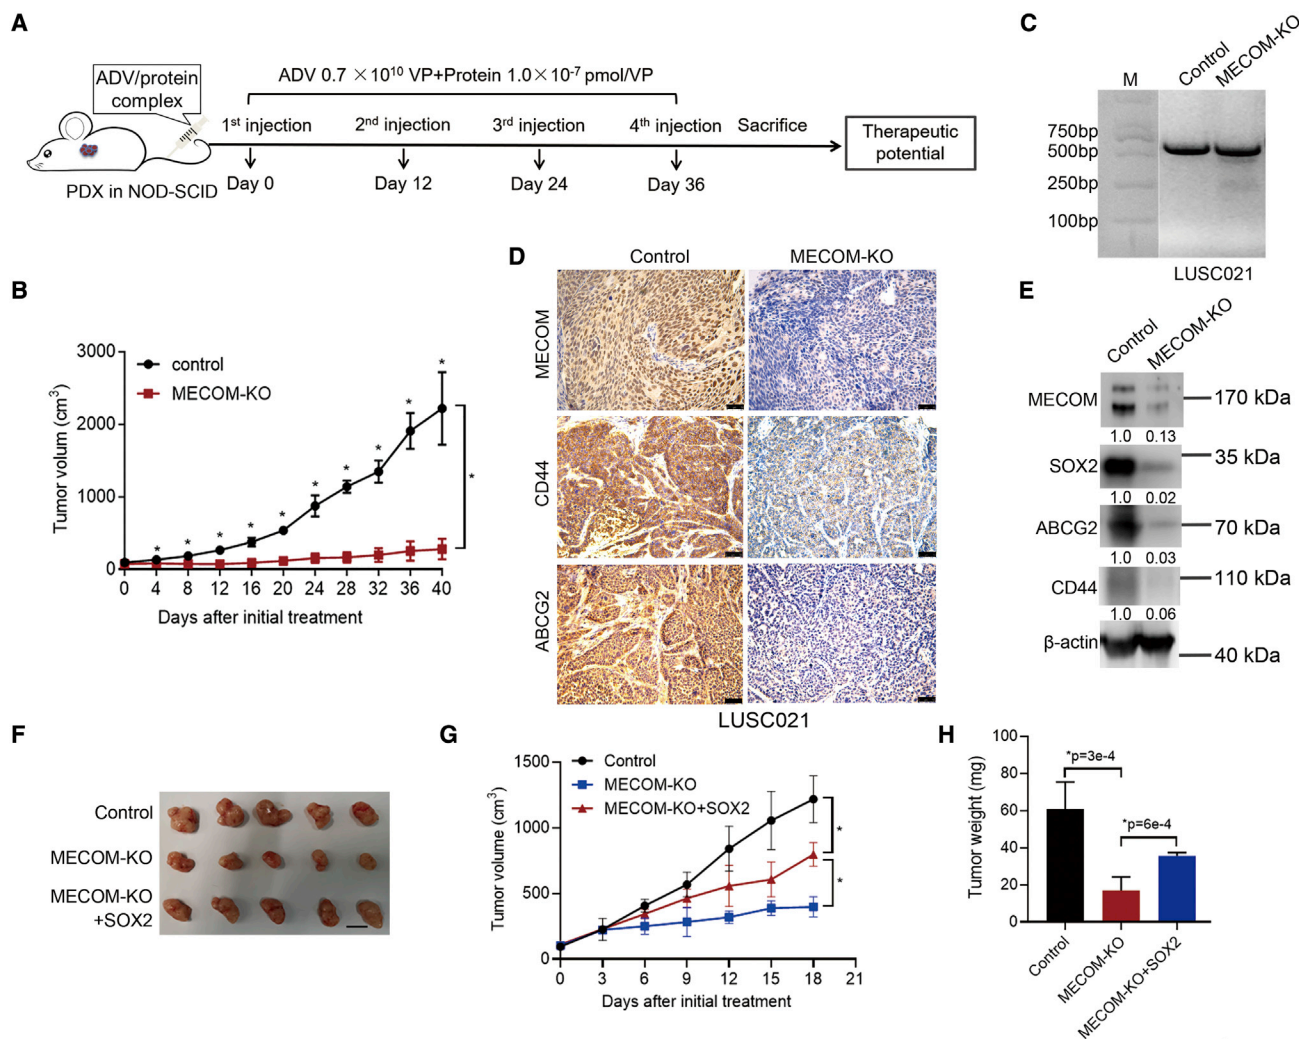 A
ADV/protein
complex
ADV 0.7 ×10¹⁰ VP+Protein 1.0×10⁻⁷ pmol/VP
1st injection
2nd injection
3rd injection
4th injection
Sacrifice
Therapeutic
potential
PDX in NOD-SCID
Day 0
Day 12
Day 24
Day 36
C
M
Control
MECOM-KO
750bp
500bp
250bp
100bp
LUSC021
B
Tumor volum (cm³)
3000
2000
1000
0
control
MECOM-KO
* * * * * * * * * *
*
0 4 8 12 16 20 24 28 32 36 40
Days after initial treatment
D
Control
MECOM-KO
MECOM
CD44
ABCG2
LUSC021
E
Control
MECOM-KO
MECOM
170 kDa
1.0 0.13
SOX2
35 kDa
1.0 0.02
ABCG2
70 kDa
1.0 0.03
CD44
110 kDa
1.0 0.06
β-actin
40 kDa
F
Control
MECOM-KO
MECOM-KO
+SOX2
G
Tumor volume (cm³)
1500
1000
500
0
Control
MECOM-KO
MECOM-KO+SOX2
*
*
0 3 6 9 12 15 18 21
Days after initial treatment
H
Tumor weight (mg)
100
80
60
40
20
0
*p=3e-4
*p=6e-4
Control
MECOM-KO
MECOM-KO+SOX2